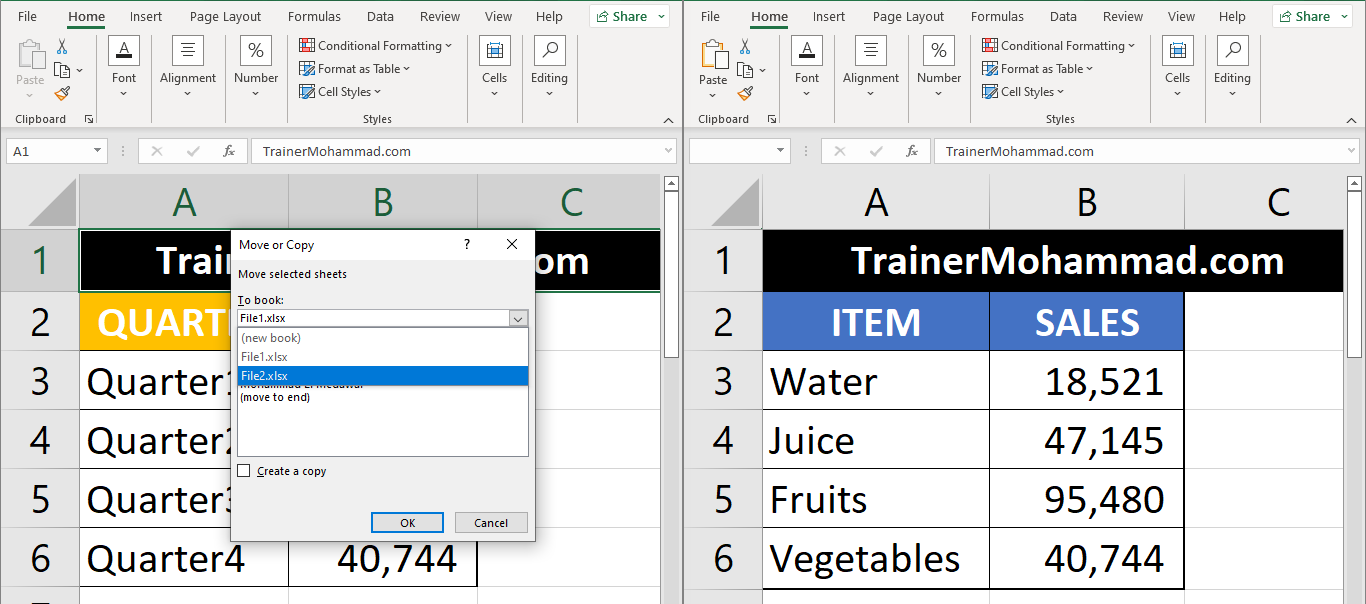 File Home Insert Page Layout Formulas Data Review View Help Share
Paste
Clipboard
Font
Alignment
%
Number
Conditional Formatting
Format as Table
Cell Styles
Styles
Cells
Editing
A1
fx
TrainerMohammad.com
A B C
1
2 QUART
3 Quarter1
4 Quarter2
5 Quarter3
6 Quarter4 40,744
Move or Copy ? ×
Move selected sheets
To book:
File1.xlsx
(new book)
File1.xlsx
File2.xlsx
(move to end)
Create a copy
OK Cancel
File Home Insert Page Layout Formulas Data Review View Help Share
Paste
Clipboard
Font
Alignment
%
Number
Conditional Formatting
Format as Table
Cell Styles
Styles
Cells
Editing
fx
TrainerMohammad.com
A B C
1 TrainerMohammad.com
2 ITEM SALES
3 Water 18,521
4 Juice 47,145
5 Fruits 95,480
6 Vegetables 40,744